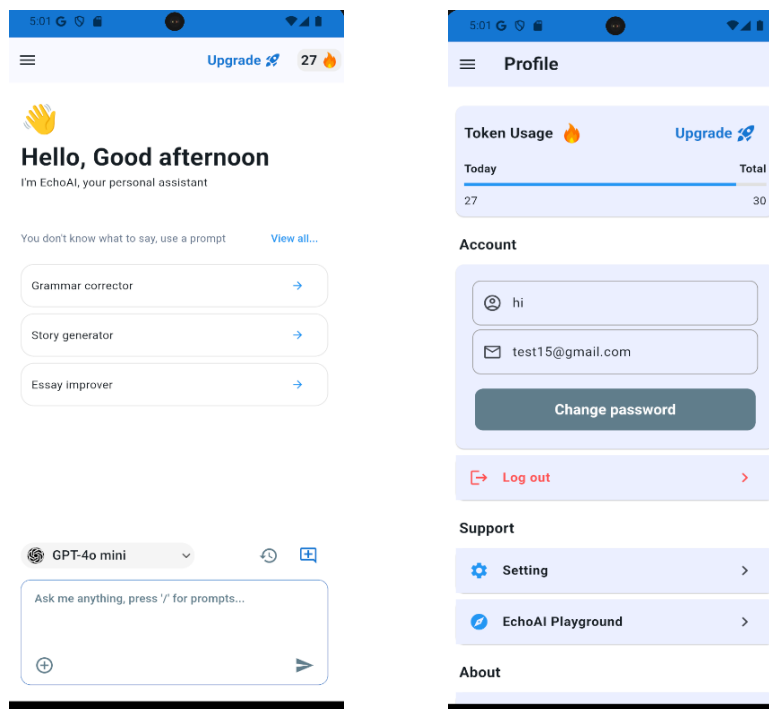 5:01
Upgrade 27
Hello, Good afternoon
I'm EchoAI, your personal assistant
You don't know what to say, use a prompt View all...
Grammar corrector
Story generator
Essay improver
GPT-4o mini
Ask me anything, press '/' for prompts...
5:01
Profile
Token Usage Upgrade
Today Total
27 30
Account
hi
test15@gmail.com
Change password
Log out
Support
Setting
EchoAI Playground
About